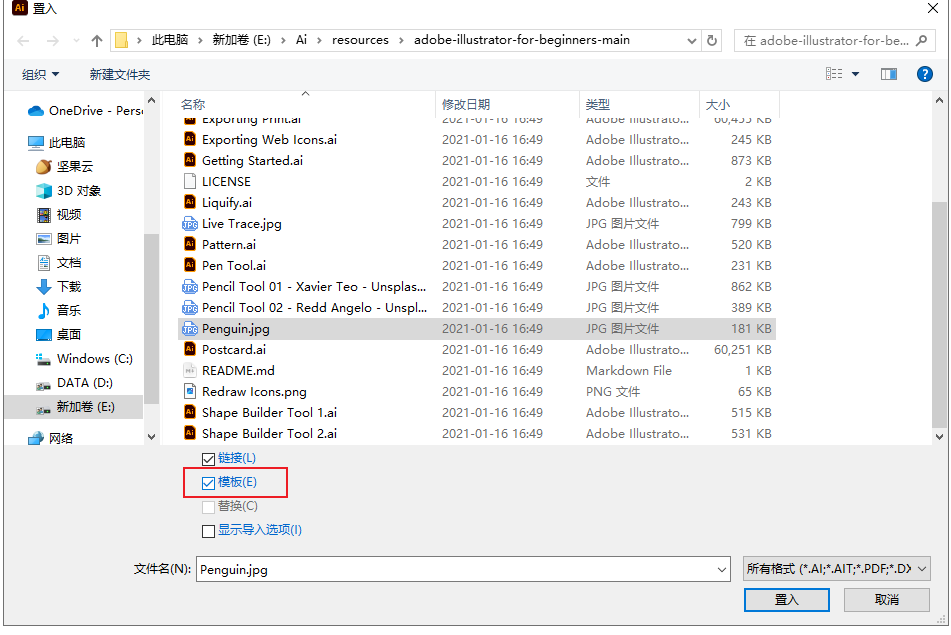 Ai 置入
此电脑 › 新加卷 (E:) › Ai › resources › adobe-illustrator-for-beginners-main
在 adobe-illustrator-for-be...
组织 新建文件夹
名称 修改日期 类型 大小
OneDrive - Pers
此电脑
坚果云
3D 对象
视频
图片
文档
下载
音乐
桌面
Windows (C:)
DATA (D:)
新加卷 (E:)
网络
Exporting Print.ai 2021-01-16 16:49 Adobe Illustrato... 60,455 KB
Exporting Web Icons.ai 2021-01-16 16:49 Adobe Illustrato... 245 KB
Getting Started.ai 2021-01-16 16:49 Adobe Illustrato... 873 KB
LICENSE 2021-01-16 16:49 文件 2 KB
Liquify.ai 2021-01-16 16:49 Adobe Illustrato... 243 KB
Live Trace.jpg 2021-01-16 16:49 JPG 图片文件 799 KB
Pattern.ai 2021-01-16 16:49 Adobe Illustrato... 520 KB
Pen Tool.ai 2021-01-16 16:49 Adobe Illustrato... 231 KB
Pencil Tool 01 - Xavier Teo - Unsplas... 2021-01-16 16:49 JPG 图片文件 862 KB
Pencil Tool 02 - Redd Angelo - Unspl... 2021-01-16 16:49 JPG 图片文件 389 KB
Penguin.jpg 2021-01-16 16:49 JPG 图片文件 181 KB
Postcard.ai 2021-01-16 16:49 Adobe Illustrato... 60,251 KB
README.md 2021-01-16 16:49 Markdown File 1 KB
Redraw Icons.png 2021-01-16 16:49 PNG 文件 65 KB
Shape Builder Tool 1.ai 2021-01-16 16:49 Adobe Illustrato... 515 KB
Shape Builder Tool 2.ai 2021-01-16 16:49 Adobe Illustrato... 531 KB
链接(L)
模板(E)
替换(C)
显示导入选项(I)
文件名(N): Penguin.jpg 所有格式 (*.AI;*.AIT;*.PDF;*.DX
置入 取消